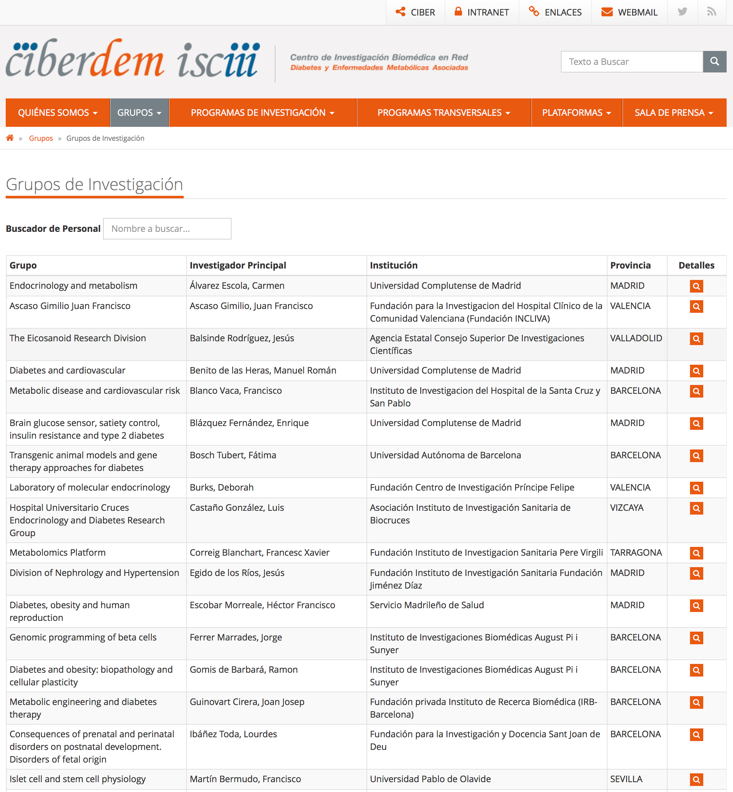 CIBER INTRANET ENLACES WEBMAIL
ciberdem isciii
Centro de Investigación Biomédica en Red
Diabetes y Enfermedades Metabólicas Asociadas
Texto a Buscar
QUIÉNES SOMOS GRUPOS PROGRAMAS DE INVESTIGACIÓN PROGRAMAS TRANSVERSALES PLATAFORMAS SALA DE PRENSA
» Grupos » Grupos de Investigación
Grupos de Investigación
Buscador de Personal Nombre a buscar...
Grupo Investigador Principal Institución Provincia Detalles
Endocrinology and metabolism Álvarez Escola, Carmen Universidad Complutense de Madrid MADRID
Ascaso Gimilio Juan Francisco Ascaso Gimilio, Juan Francisco Fundación para la Investigacion del Hospital Clínico de la VALENCIA
Comunidad Valenciana (Fundación INCLIVA)
The Eicosanoid Research Division Balsinde Rodríguez, Jesús Agencia Estatal Consejo Superior De Investigaciones VALLADOLID
Científicas
Diabetes and cardiovascular Benito de las Heras, Manuel Román Universidad Complutense de Madrid MADRID
Metabolic disease and cardiovascular risk Blanco Vaca, Francisco Instituto de Investigacion del Hospital de la Santa Cruz y BARCELONA
San Pablo
Brain glucose sensor, satiety control, Blázquez Fernández, Enrique Universidad Complutense de Madrid MADRID
insulin resistance and type 2 diabetes
Transgenic animal models and gene Bosch Tubert, Fátima Universidad Autónoma de Barcelona BARCELONA
therapy approaches for diabetes
Laboratory of molecular endocrinology Burks, Deborah Fundación Centro de Investigación Príncipe Felipe VALENCIA
Hospital Universitario Cruces Castaño González, Luis Asociación Instituto de Investigación Sanitaria de VIZCAYA
Endocrinology and Diabetes Research Biocruces
Group
Metabolomics Platform Correig Blanchart, Francesc Xavier Fundación Instituto de Investigacion Sanitaria Pere Virgili TARRAGONA
Division of Nephrology and Hypertension Egido de los Ríos, Jesús Fundación Instituto de Investigación Sanitaria Fundación MADRID
Jiménez Díaz
Diabetes, obesity and human Escobar Morreale, Héctor Francisco Servicio Madrileño de Salud MADRID
reproduction
Genomic programming of beta cells Ferrer Marrades, Jorge Instituto de Investigaciones Biomédicas August Pi i BARCELONA
Sunyer
Diabetes and obesity: biopathology and Gomis de Barbará, Ramon Instituto de Investigaciones Biomédicas August Pi i BARCELONA
cellular plasticity Sunyer
Metabolic engineering and diabetes Guinovart Cirera, Joan Josep Fundación privada Instituto de Recerca Biomédica (IRB- BARCELONA
therapy Barcelona)
Consequences of prenatal and perinatal Ibáñez Toda, Lourdes Fundación para la Investigación y Docencia Sant Joan de BARCELONA
disorders on postnatal development. Deu
Disorders of fetal origin
Islet cell and stem cell physiology Martín Bermudo, Francisco Universidad Pablo de Olavide SEVILLA